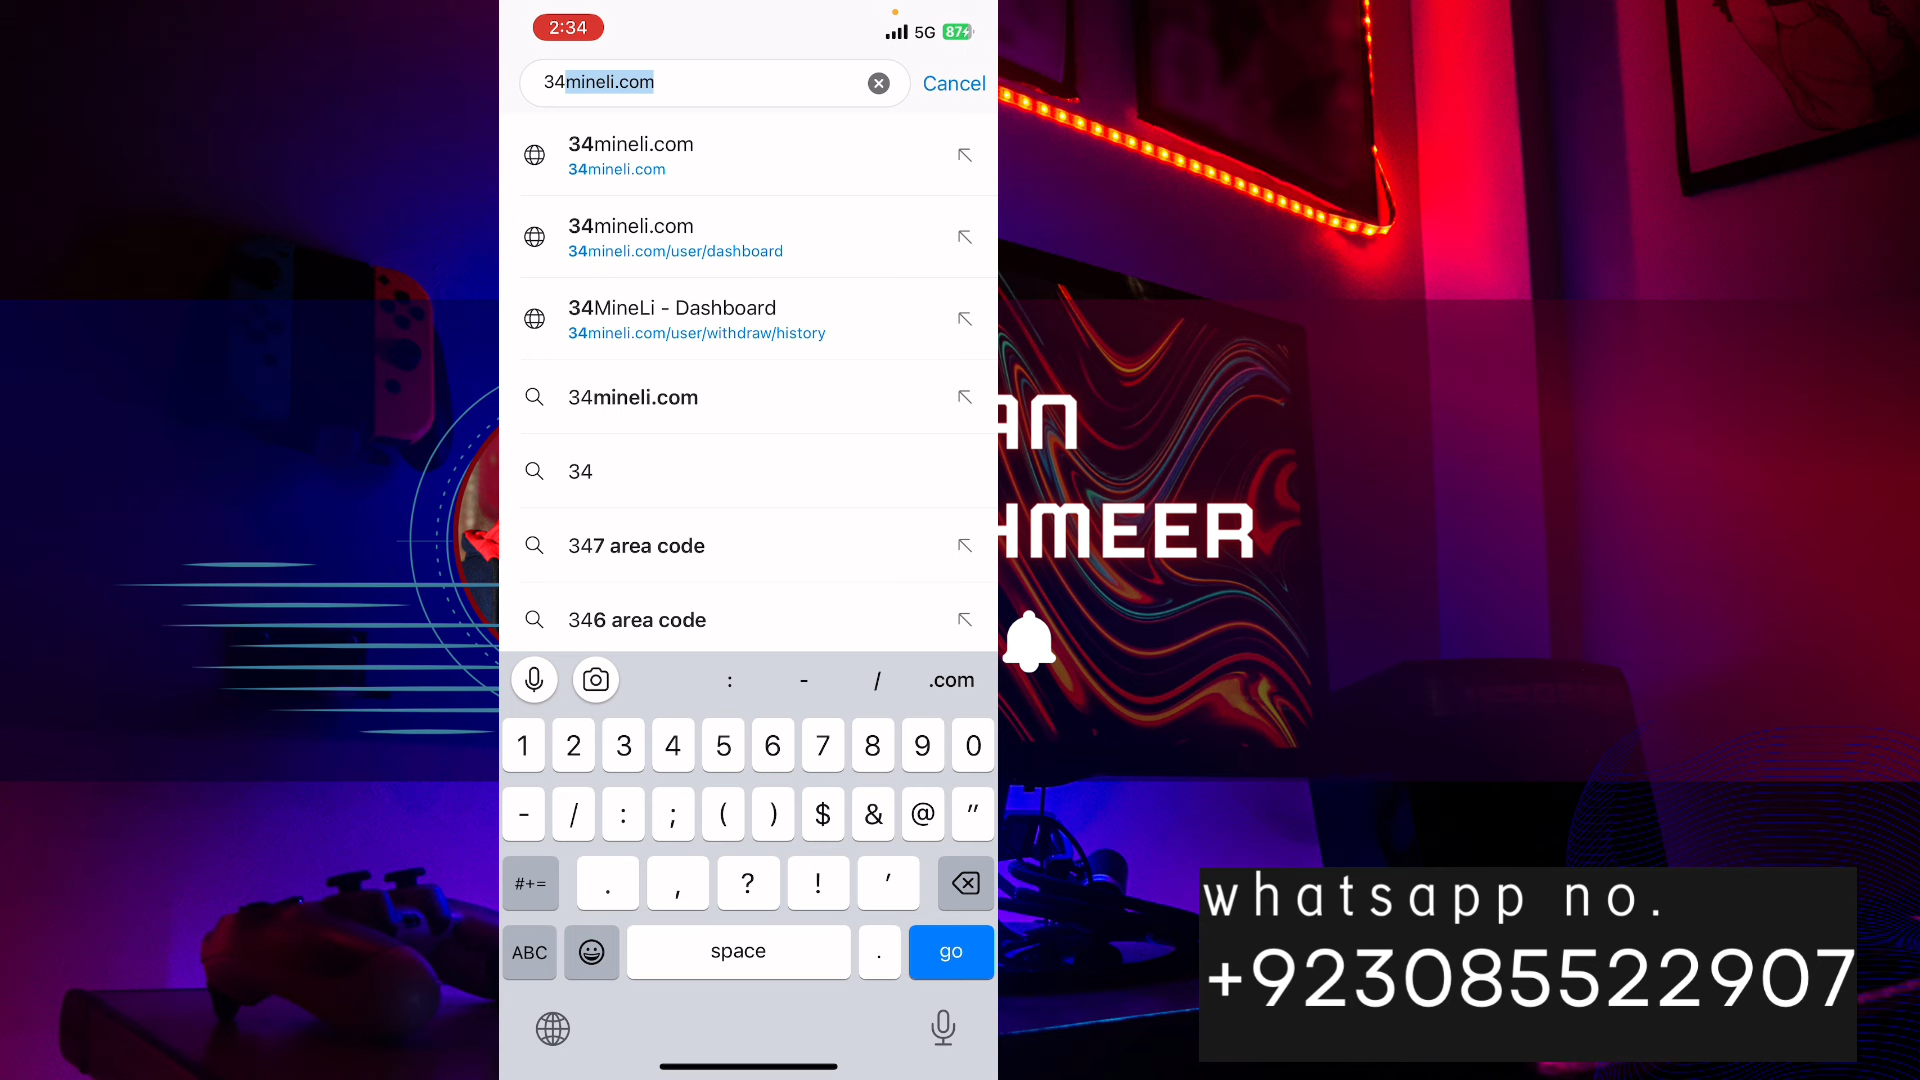 2:34
5G 87
34mineli.com
Cancel
34mineli.com
34mineli.com
34mineli.com
34mineli.com/user/dashboard
34MineLi - Dashboard
34mineli.com/user/withdraw/history
34mineli.com
34
347 area code
346 area code
: - / .com
1 2 3 4 5 6 7 8 9 0
- / : ; ( ) $ & @ "
#+= . , ? ! '
ABC space . go
AN
HMEER
whatsapp no.
+923085522907